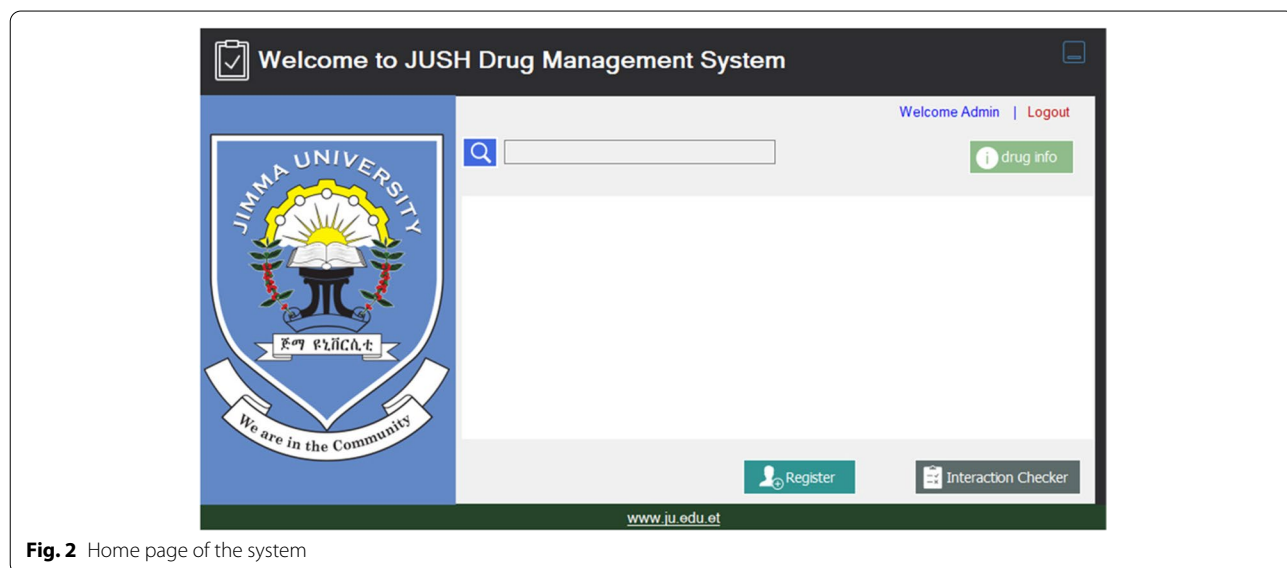 Welcome to JUSH Drug Management System
Welcome Admin | Logout
drug info
JIMMA UNIVERSITY
ጅማ ዩኒቨርሲቲ
We are in the Community
Register
Interaction Checker
www.ju.edu.et
Fig. 2 Home page of the system